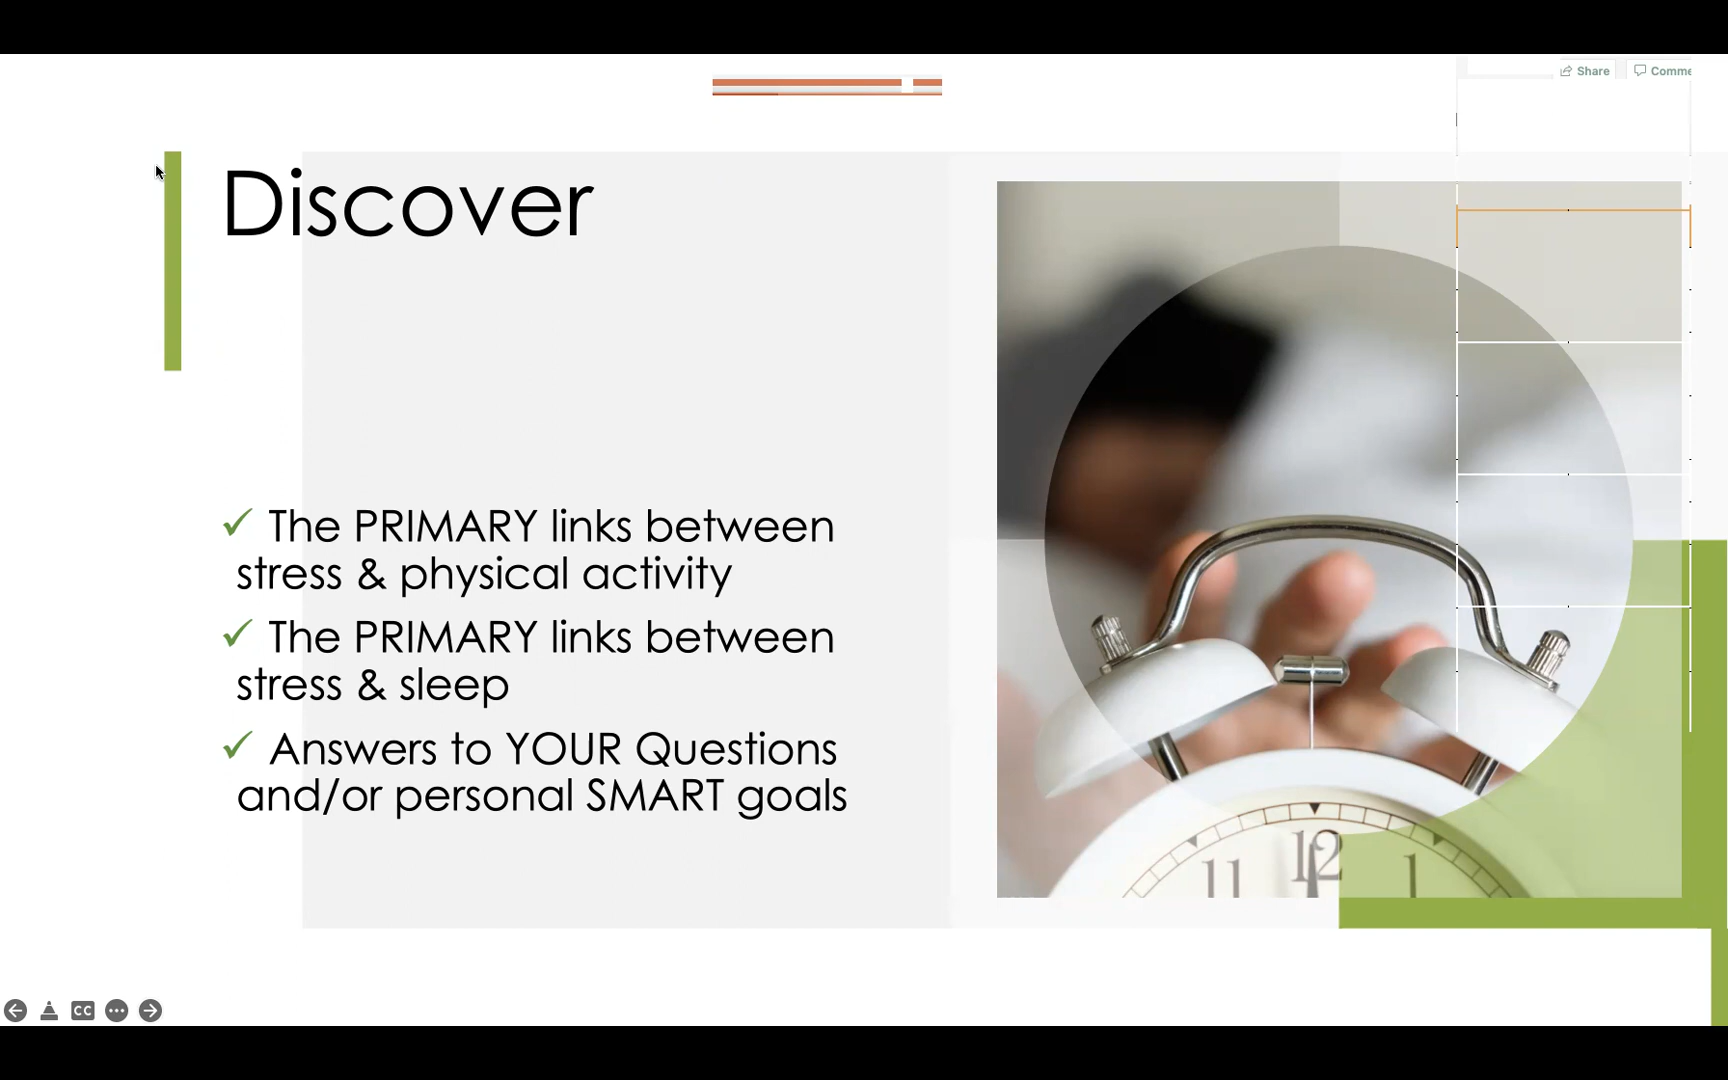 Share
Comme
Discover
✓ The PRIMARY links between
stress & physical activity
✓ The PRIMARY links between
stress & sleep
✓ Answers to YOUR Questions
and/or personal SMART goals
11 12 1
CC